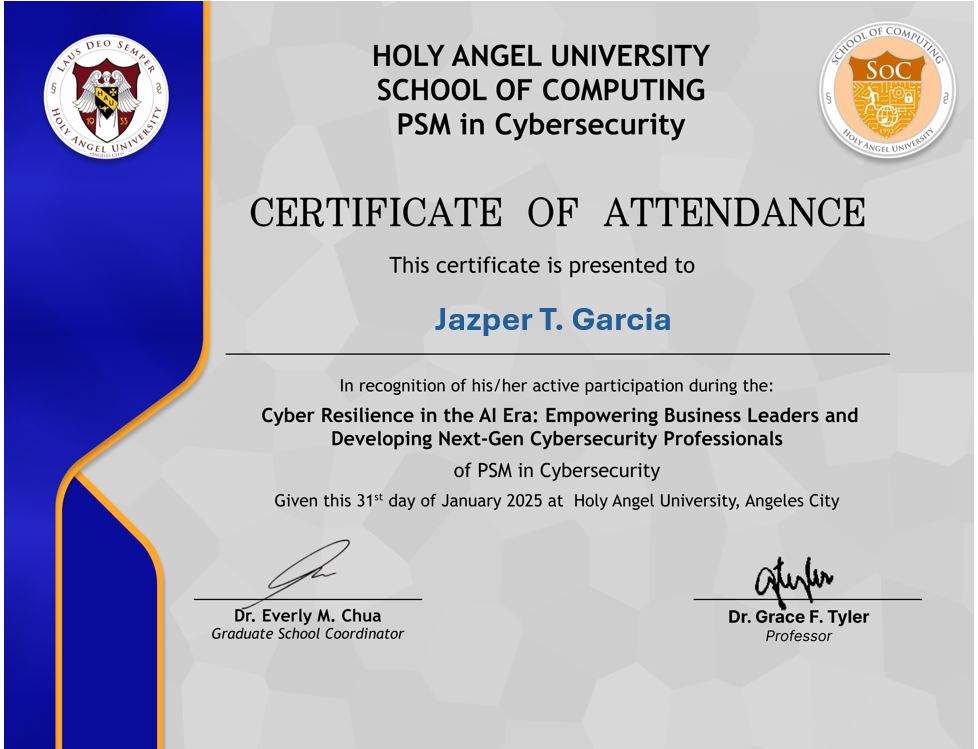 HOLY ANGEL UNIVERSITY
SCHOOL OF COMPUTING
PSM in Cybersecurity
LAUS DEO SEMPER
HAU
1933
HOLY ANGEL UNIVERSITY
ANGELES CITY
SCHOOL OF COMPUTING
SoC
1993
HOLY ANGEL UNIVERSITY
CERTIFICATE OF ATTENDANCE
This certificate is presented to
Jazper T. Garcia
In recognition of his/her active participation during the:
Cyber Resilience in the AI Era: Empowering Business Leaders and
Developing Next-Gen Cybersecurity Professionals
of PSM in Cybersecurity
Given this 31st day of January 2025 at  Holy Angel University, Angeles City
Dr. Everly M. Chua
Graduate School Coordinator
Dr. Grace F. Tyler
Professor